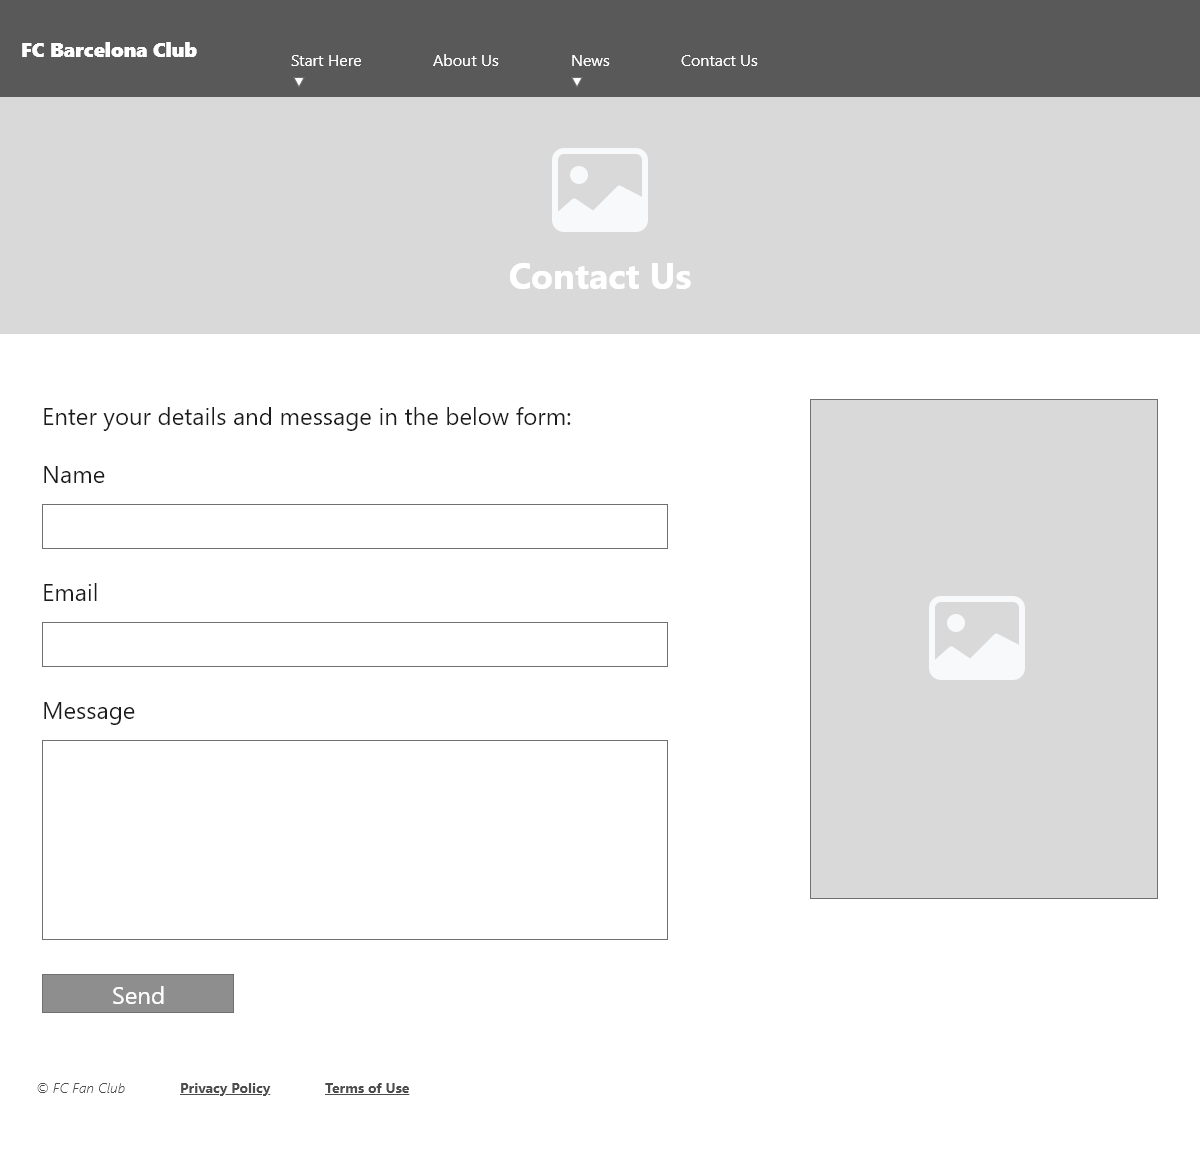 FC Barcelona Club
Start Here
About Us
News
Contact Us
Contact Us
Enter your details and message in the below form:
Name
Email
Message
Send
© FC Fan Club
Privacy Policy
Terms of Use